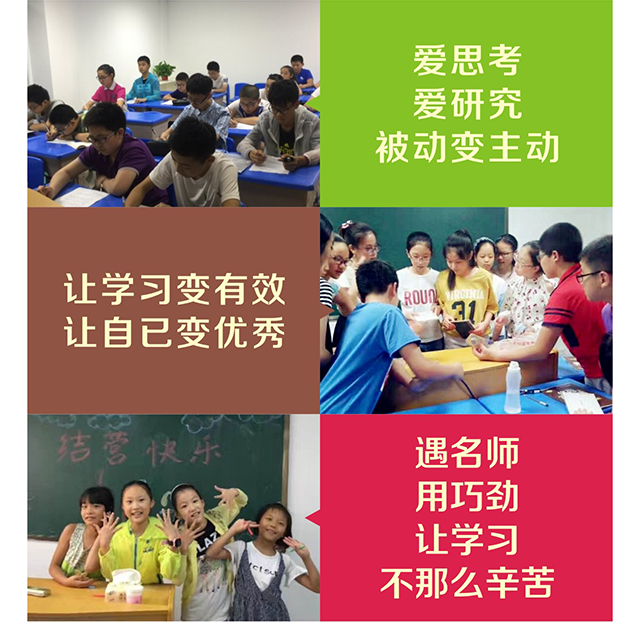 爱思考
爱研究
被动变主动
让学习变有效
让自已变优秀
ROUQ
VIRGINIA
31
结营快乐
遇名师
用巧劲
让学习
不那么辛苦